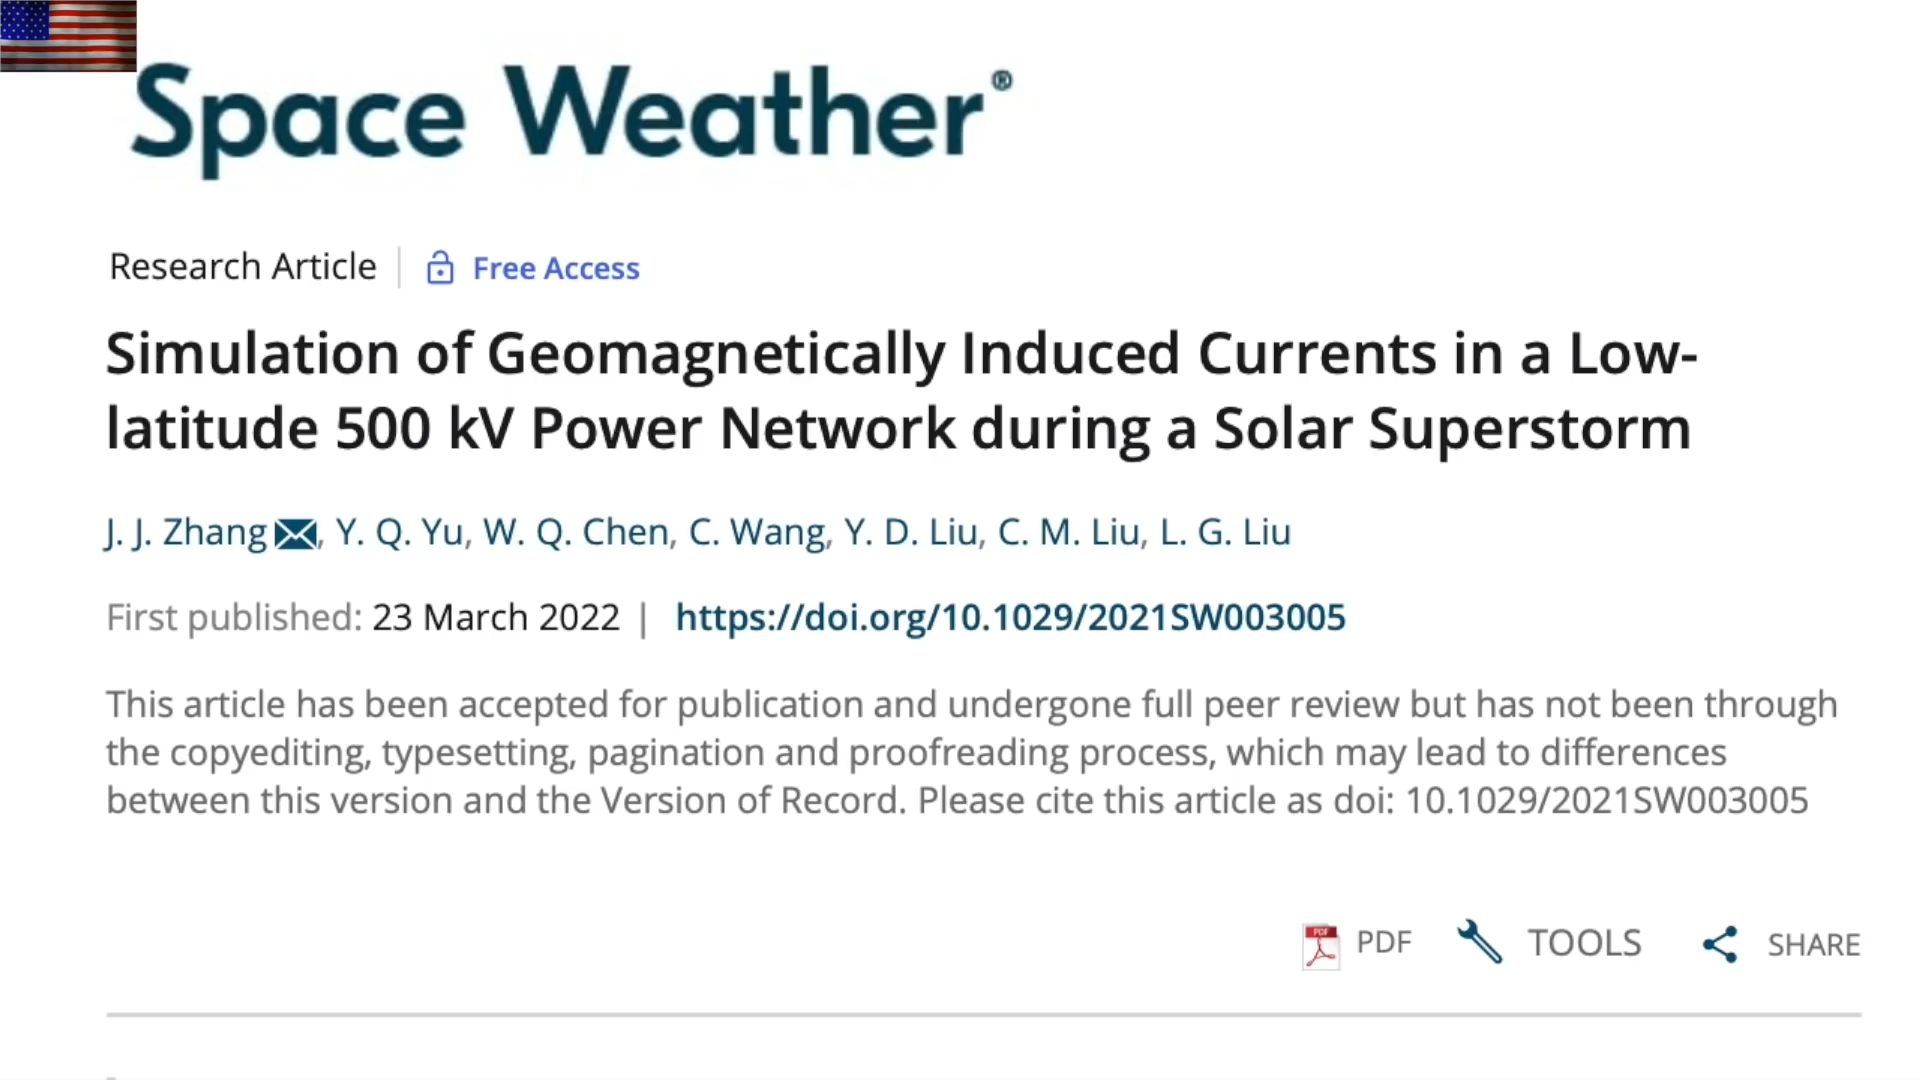 Space Weather®
Research Article | Free Access
Simulation of Geomagnetically Induced Currents in a Low-
latitude 500 kV Power Network during a Solar Superstorm
J. J. Zhang, Y. Q. Yu, W. Q. Chen, C. Wang, Y. D. Liu, C. M. Liu, L. G. Liu
First published: 23 March 2022 | https://doi.org/10.1029/2021SW003005
This article has been accepted for publication and undergone full peer review but has not been through
the copyediting, typesetting, pagination and proofreading process, which may lead to differences
between this version and the Version of Record. Please cite this article as doi: 10.1029/2021SW003005
PDF PDF TOOLS SHARE